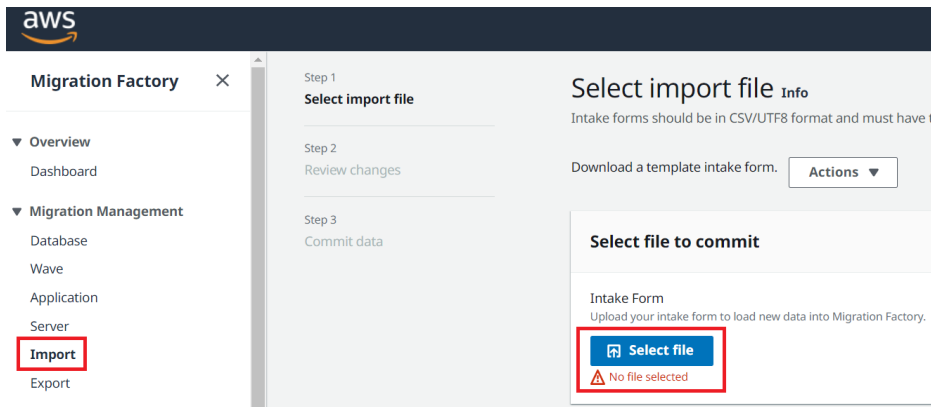 aws
Migration Factory
Overview
Dashboard
Migration Management
Database
Wave
Application
Server
Import
Export
Step 1
Select import file
Step 2
Review changes
Step 3
Commit data
Select import file Info
Intake forms should be in CSV/UTF8 format and must have
Download a template intake form.
Actions
Select file to commit
Intake Form
Upload your intake form to load new data into Migration Factory.
Select file
No file selected